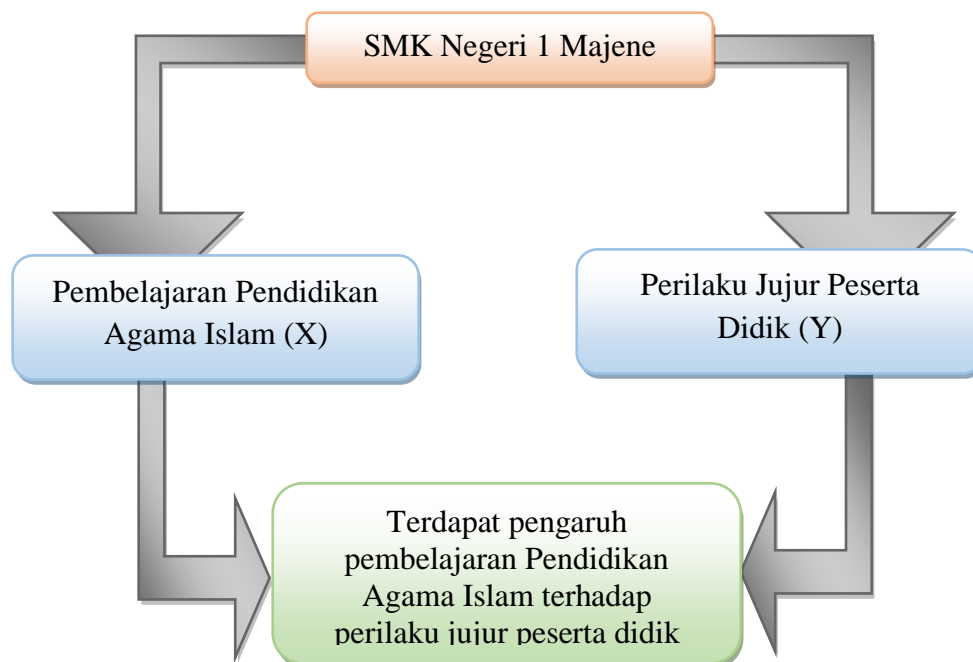 SMK Negeri 1 Majene
Pembelajaran Pendidikan
Agama Islam (X)
Perilaku Jujur Peserta
Didik (Y)
Terdapat pengaruh
pembelajaran Pendidikan
Agama Islam terhadap
perilaku jujur peserta didik